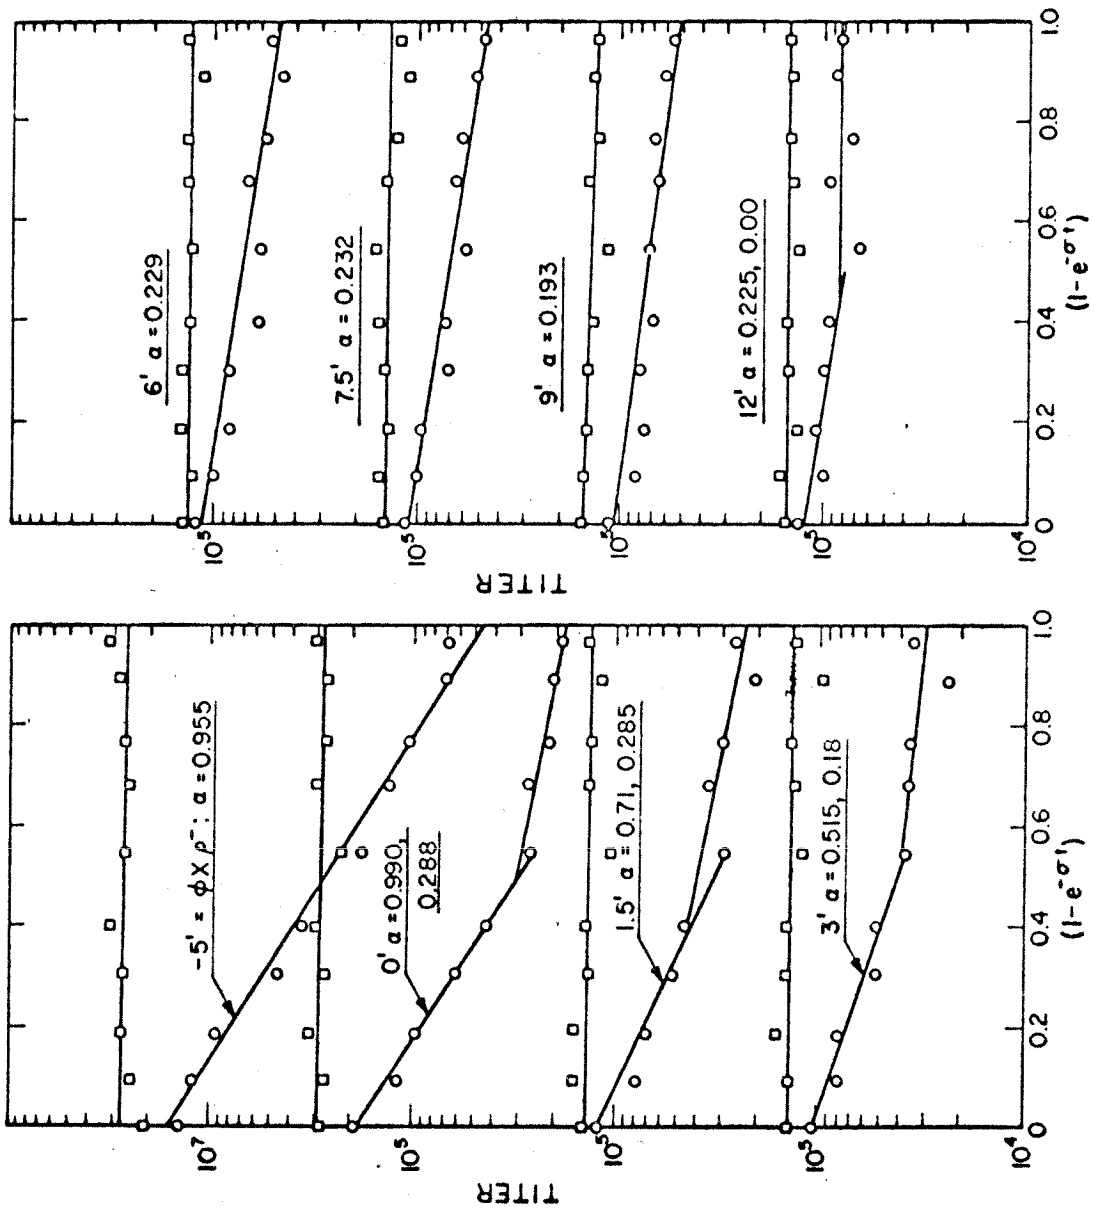 TITER
10⁵
10⁵
10⁵
10⁵
10⁴
6' α = 0.229
7.5' α = 0.232
9' α = 0.193
12' α = 0.225, 0.00
0
0.2
0.4
0.6
0.8
1.0
(1-e^-σt)
TITER
10⁷
10⁵
10⁵
10⁵
10⁴
-5' = ϕX ρ⁻: α = 0.955
0' α = 0.990,
0.288
1.5' α = 0.71, 0.285
3' α = 0.515, 0.18
0
0.2
0.4
0.6
0.8
1.0
(1-e^-σt)